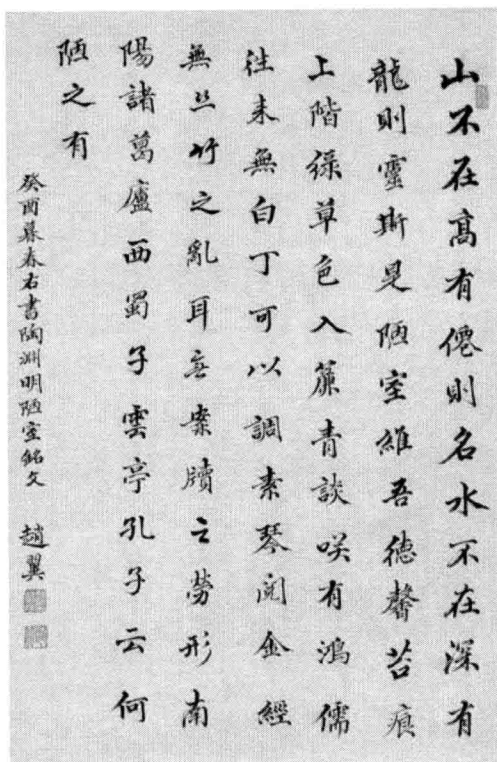 山不在高有僊則名水不在深有
龍則靈斯是陋室維吾德馨苔痕
上階綠草色入簾青談咲有鴻儒
往来無白丁可以調素琴閱金經
無丝竹之亂耳無案牘之勞形南
陽諸葛廬西蜀子雲亭孔子云何
陋之有
癸酉暮春右書陶淵明陋室銘文 趙翼